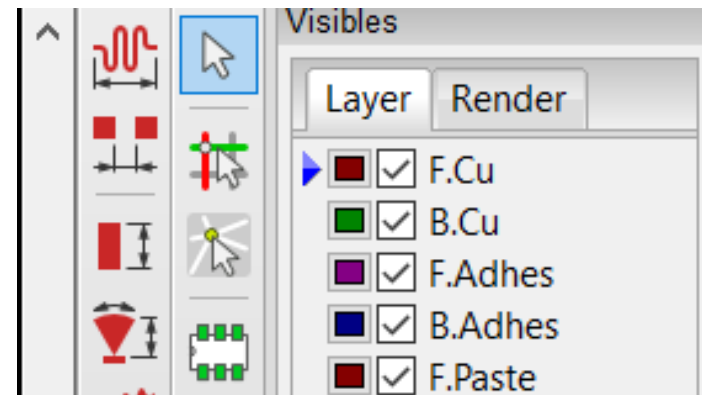 Visibles
Layer Render
F.Cu
B.Cu
F.Adhes
B.Adhes
F.Paste